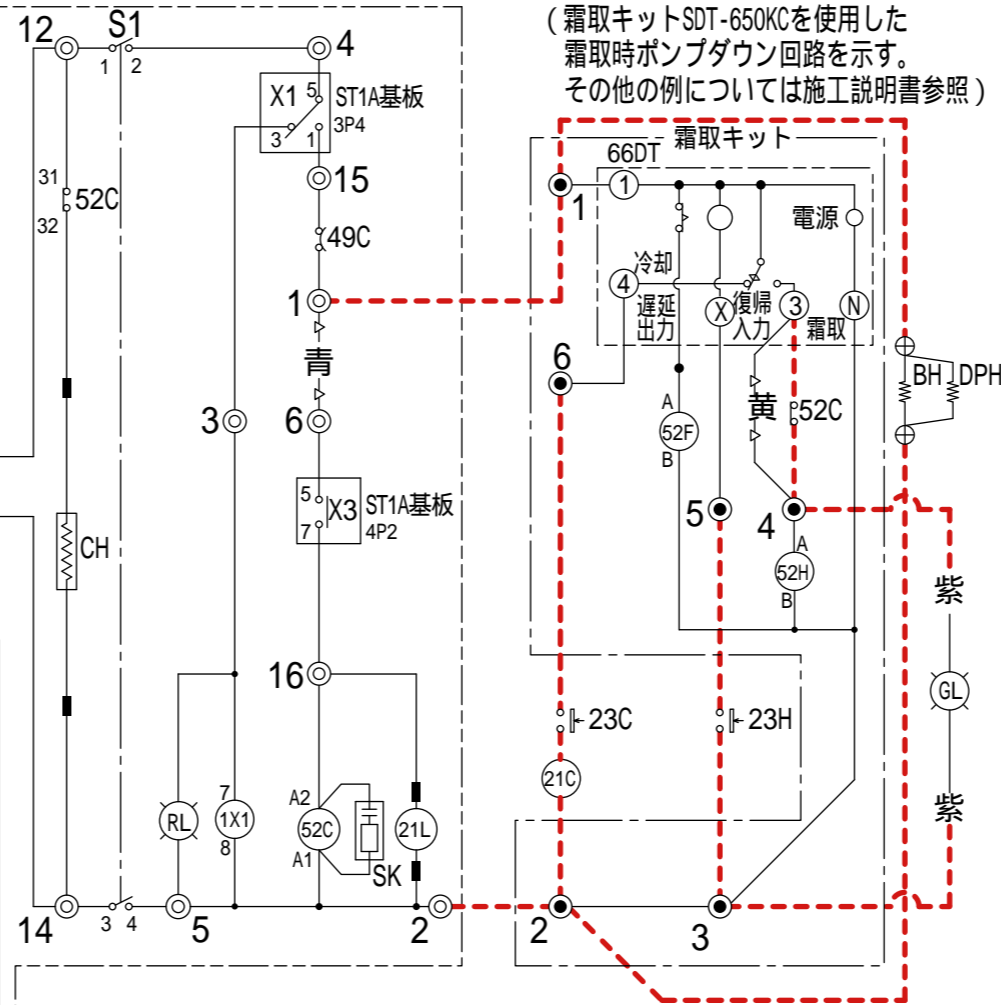 (霜取キットSDT-650KCを使用した
霜取時ポンプダウン回路を示す。
その他の例については施工説明書参照)
12
S1
1 2
4
X1
5
3
1
ST1A基板
3P4
15
31
32
52C
49C
1
青
3
6
5
7
X3
ST1A基板
4P2
CH
16
RL
7
1X1
8
A2
52C
A1
SK
21L
14
3 4
5
2
霜取キット
66DT
1
1
電源
冷却
4
遅延
出力
X
復帰
入力
3
霜取
N
6
A
52F
B
黄
52C
BH
DPH
5
4
A
52H
B
紫
23C
23H
GL
21C
紫
2
3